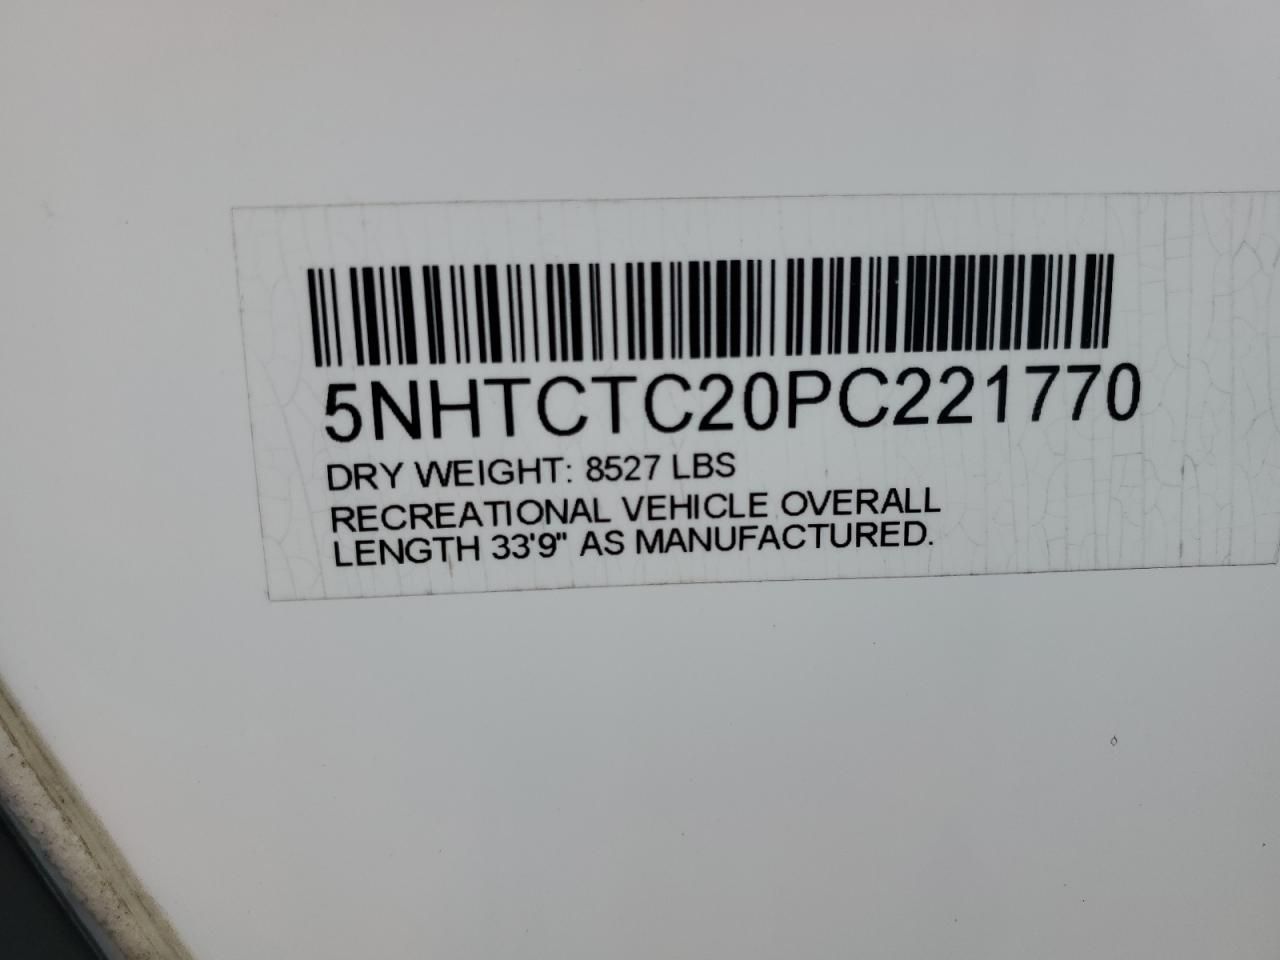 5NHTCTC20PC221770
DRY WEIGHT: 8527 LBS
RECREATIONAL VEHICLE OVERALL
LENGTH 33'9" AS MANUFACTURED.